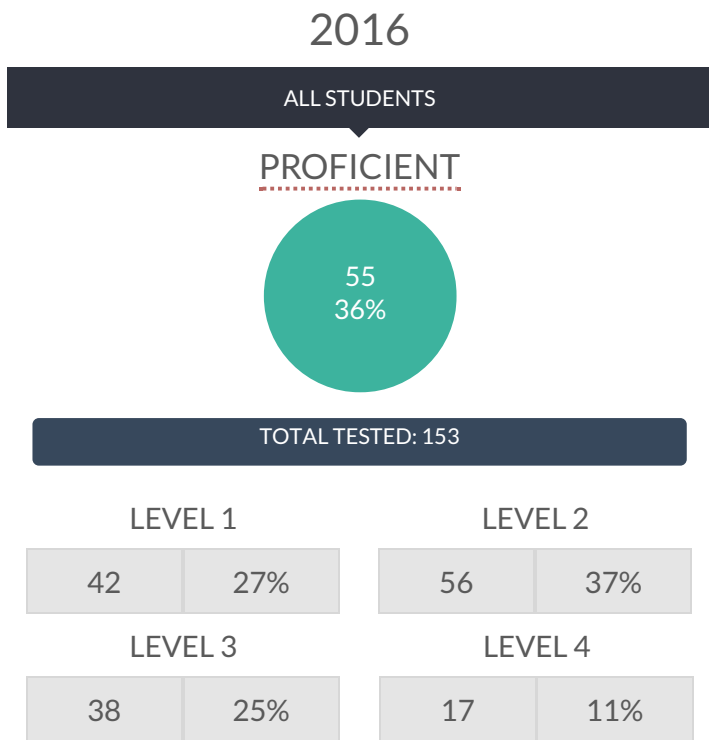 2016
ALL STUDENTS
PROFICIENT
55
36%
TOTAL TESTED: 153
LEVEL 1 LEVEL 2
42 27% 56 37%
LEVEL 3 LEVEL 4
38 25% 17 11%